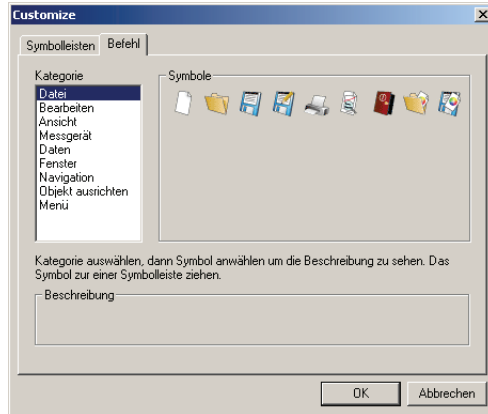 Customize
Symbolleisten
Befehl
Kategorie
Symbole
Datei
Bearbeiten
Ansicht
Messgerät
Daten
Fenster
Navigation
Objekt ausrichten
Menü
Kategorie auswählen, dann Symbol anwählen um die Beschreibung zu sehen. Das
Symbol zur einer Symbolleiste ziehen.
Beschreibung
OK
Abbrechen